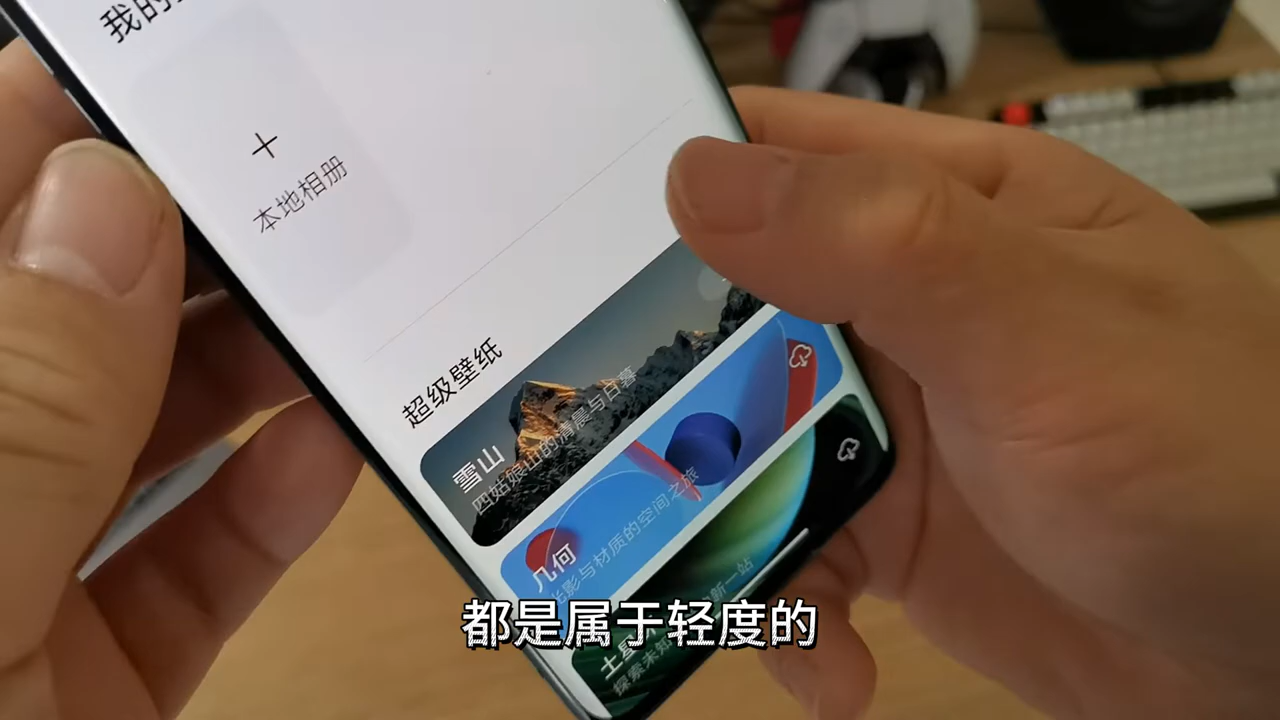 我的
本地相册
超级壁纸
雪山
四姑娘山的清晨与日暮
几何
光影与材质的空间之旅
土星
探索未知
新一站
都是属于轻度的